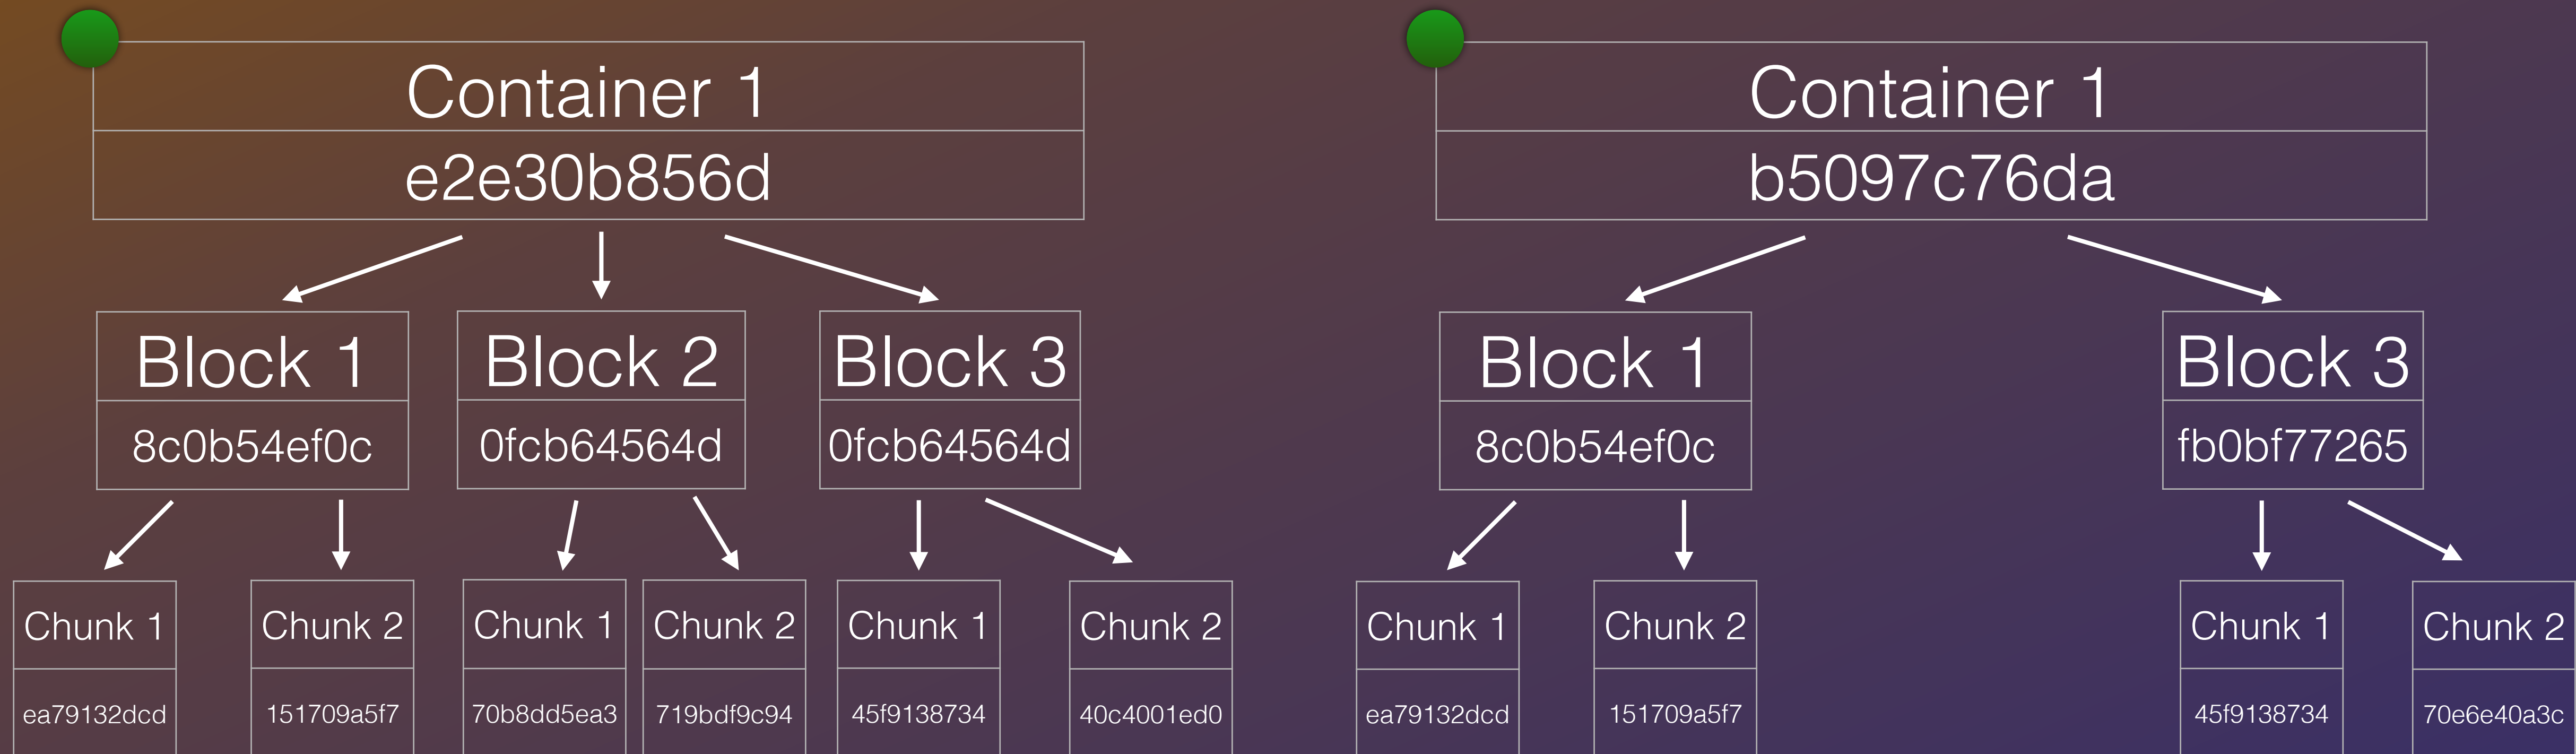 Container 1
e2e30b856d
Block 1
8c0b54ef0c
Block 2
0fcb64564d
Block 3
0fcb64564d
Chunk 1
ea79132dcd
Chunk 2
151709a5f7
Chunk 1
70b8dd5ea3
Chunk 2
719bdf9c94
Chunk 1
45f9138734
Chunk 2
40c4001ed0
Container 1
b5097c76da
Block 1
8c0b54ef0c
Block 3
fb0bf77265
Chunk 1
ea79132dcd
Chunk 2
151709a5f7
Chunk 1
45f9138734
Chunk 2
70e6e40a3c